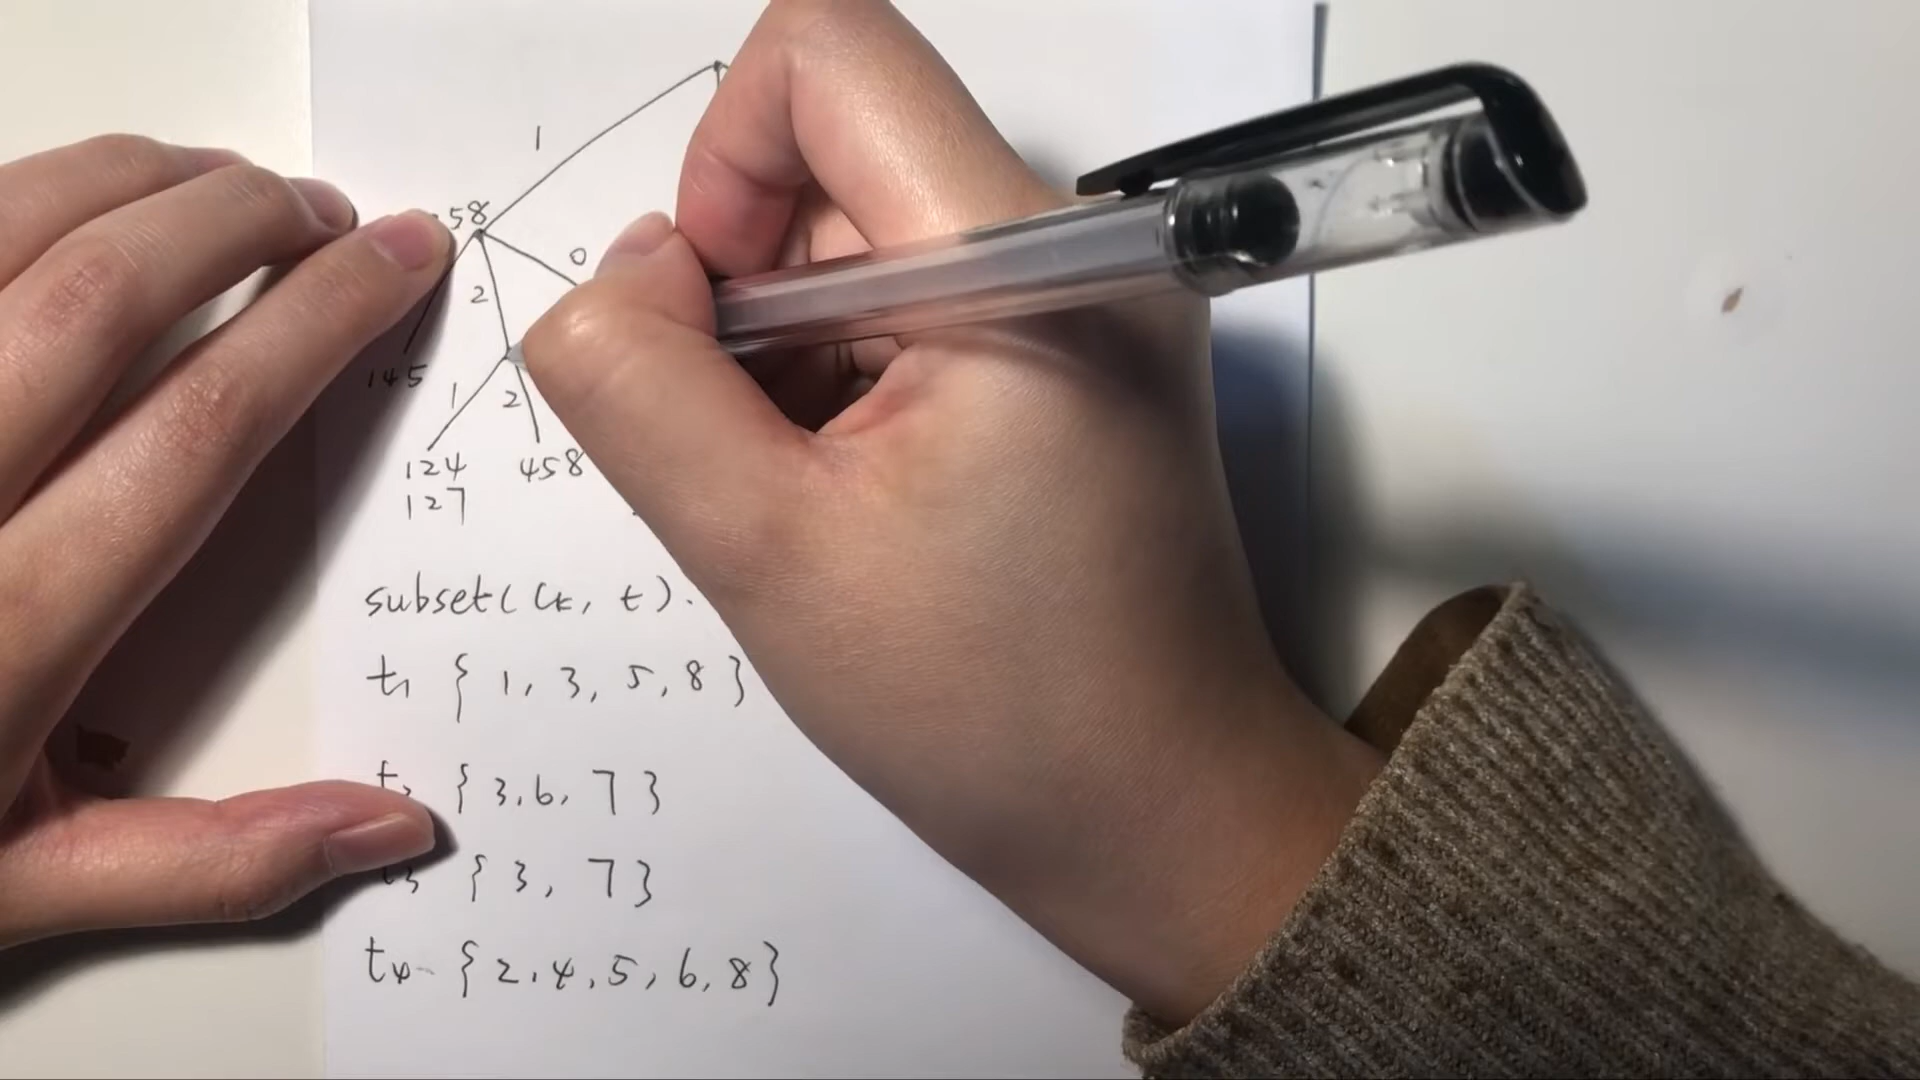 1
58
0
2
145
1 2
124 458
127
subset(Ck, t).
t1 { 1, 3, 5, 8 }
{ 3, 6, 7 }
t3 { 3, 7 }
t4 { 2, 4, 5, 6, 8 }